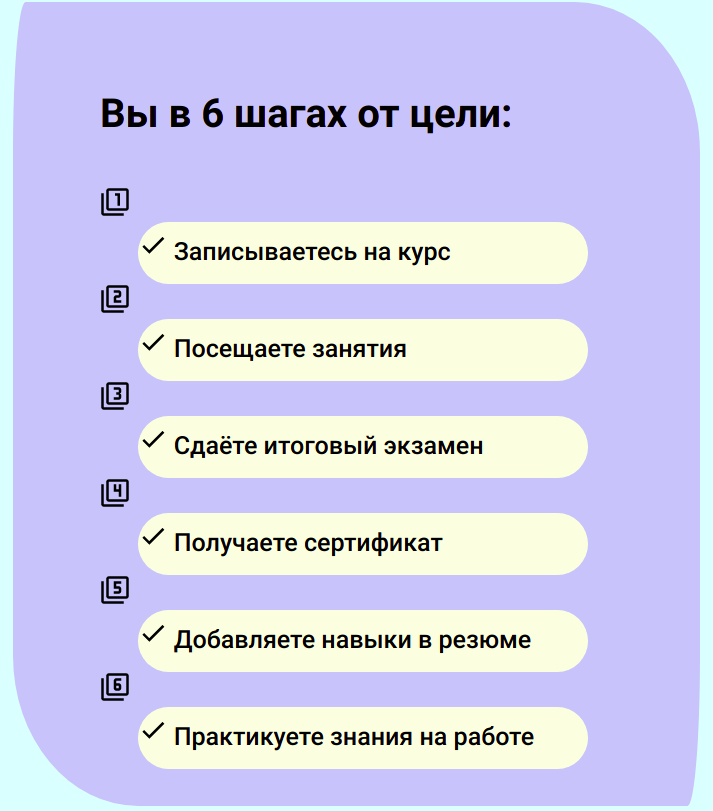 Вы в 6 шагах от цели:
1
Записываетесь на курс
2
Посещаете занятия
3
Сдаёте итоговый экзамен
4
Получаете сертификат
5
Добавляете навыки в резюме
6
Практикуете знания на работе